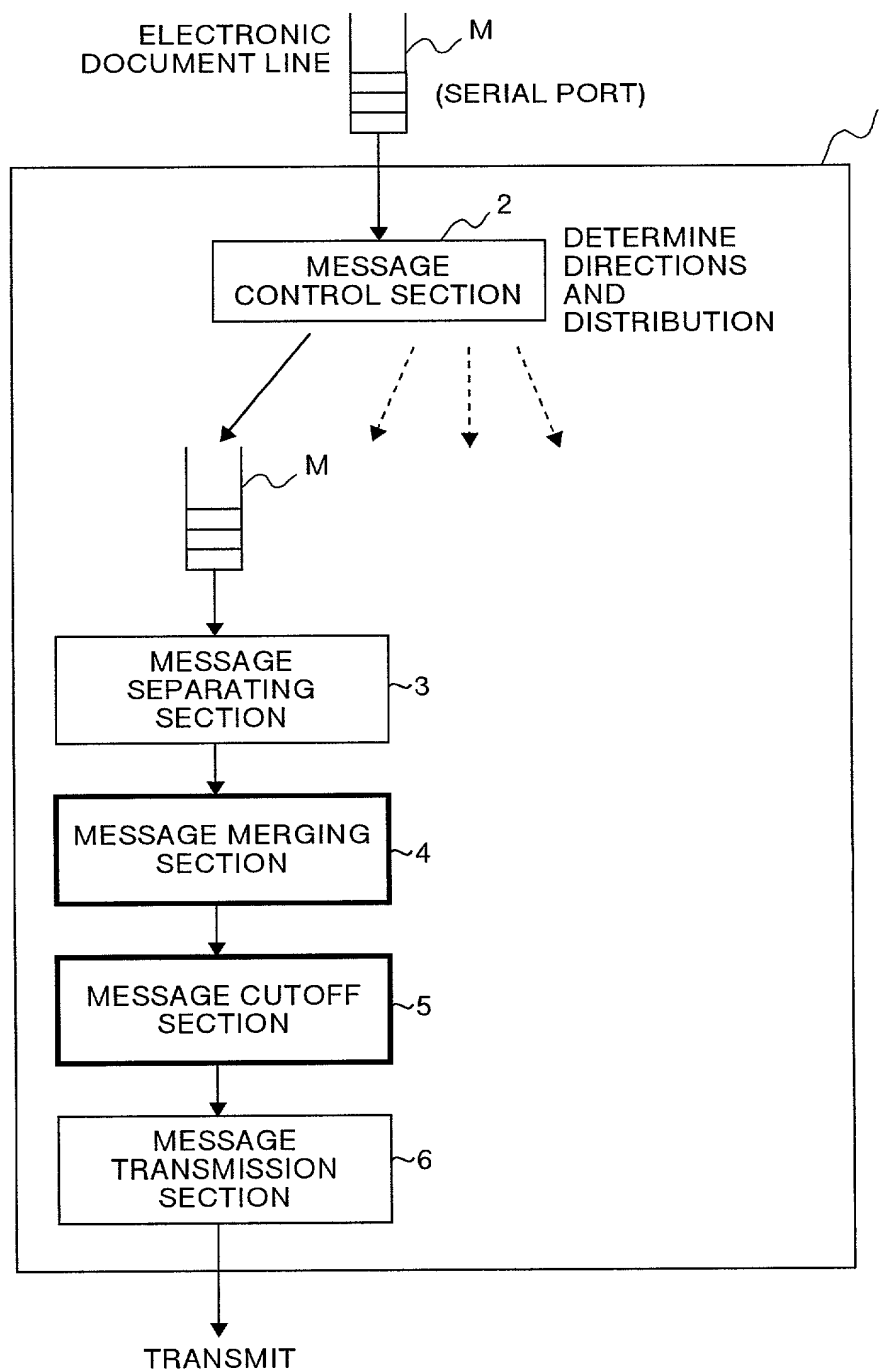 ELECTRONIC
DOCUMENT LINE
M
(SERIAL PORT)
2
MESSAGE
CONTROL SECTION
DETERMINE
DIRECTIONS
AND
DISTRIBUTION
M
MESSAGE
SEPARATING
SECTION
3
MESSAGE MERGING
SECTION
4
MESSAGE CUTOFF
SECTION
5
MESSAGE
TRANSMISSION
SECTION
6
TRANSMIT